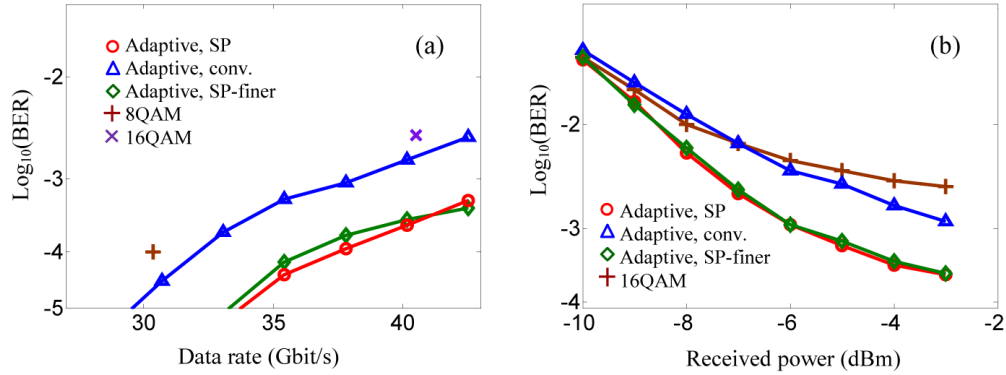 (a)
Adaptive, SP
Adaptive, conv.
Adaptive, SP-finer
8QAM
16QAM
-2
-3
-4
-5
Log10(BER)
30
35
40
Data rate (Gbit/s)
(b)
-2
-3
-4
Log10(BER)
Adaptive, SP
Adaptive, conv.
Adaptive, SP-finer
16QAM
-10
-8
-6
-4
-2
Received power (dBm)